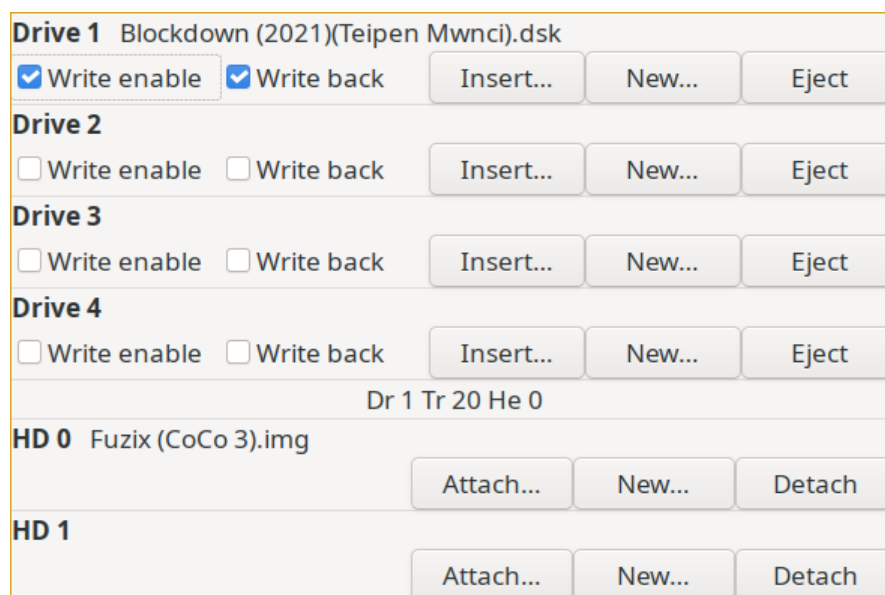 Drive 1 Blockdown (2021)(Teipen Mwnci).dsk
Write enable Write back Insert... New... Eject
Drive 2
Write enable Write back Insert... New... Eject
Drive 3
Write enable Write back Insert... New... Eject
Drive 4
Write enable Write back Insert... New... Eject
Dr 1 Tr 20 He 0
HD 0 Fuzix (CoCo 3).img
Attach... New... Detach
HD 1
Attach... New... Detach